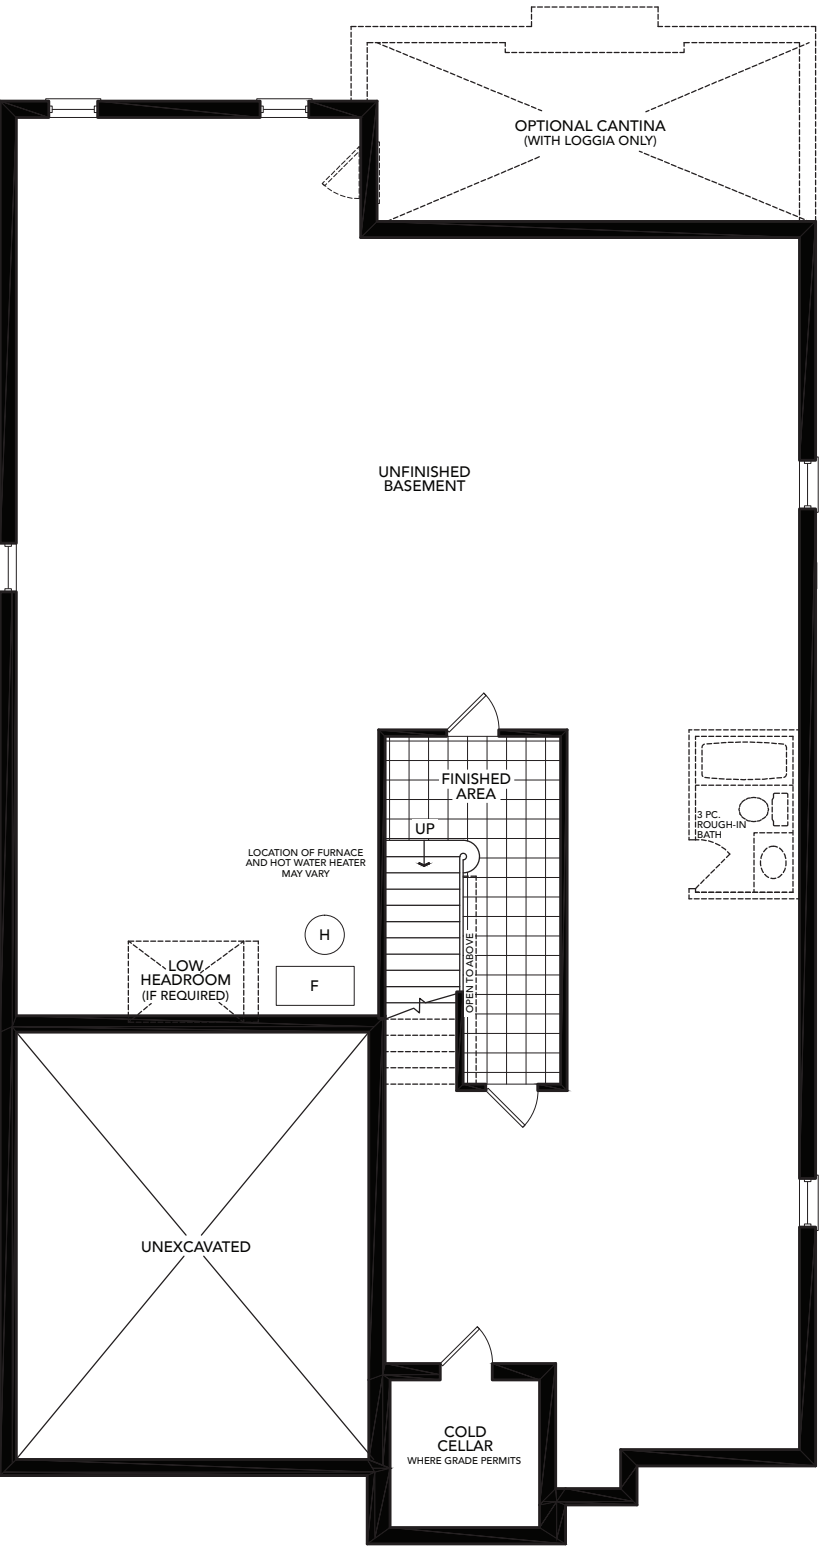 OPTIONAL CANTINA
(WITH LOGGIA ONLY)
UNFINISHED
BASEMENT
FINISHED
AREA
UP
3 PC.
ROUGH-IN
BATH
LOCATION OF FURNACE
AND HOT WATER HEATER
MAY VARY
H
F
OPEN TO ABOVE
LOW
HEADROOM
(IF REQUIRED)
UNEXCAVATED
COLD
CELLAR
WHERE GRADE PERMITS